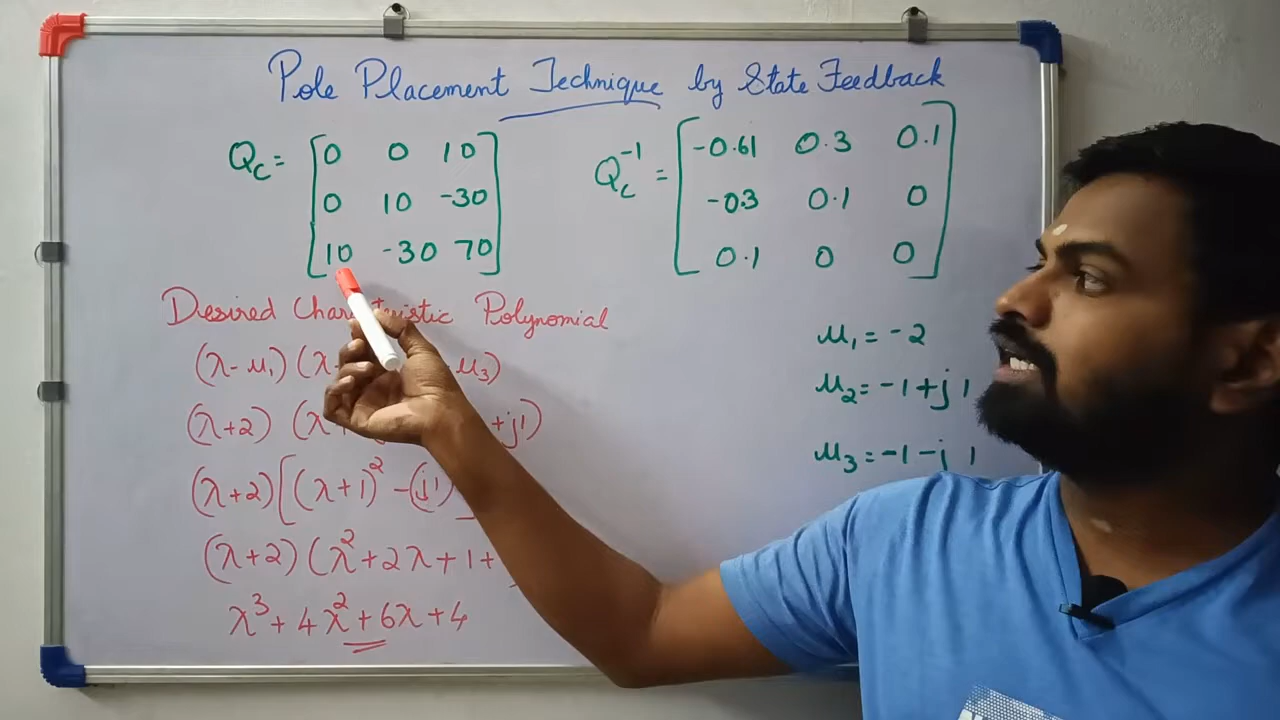 Pole Placement Technique by State Feedback
Qc = [ 0 0 10
0 10 -30
10 -30 70 ]
Qc⁻¹ = [ -0.61 0.3 0.1
-0.3 0.1 0
0.1 0 0 ]
Desired Characteristic Polynomial
(λ-μ₁) (λ- μ₃)
(λ+2) (λ+ +j1)
(λ+2)[(λ+1)² -(j1)
(λ+2) (λ²+2λ+1+
λ³+4λ²+6λ+4
μ₁ = -2
μ₂ = -1+j1
μ₃ = -1-j1